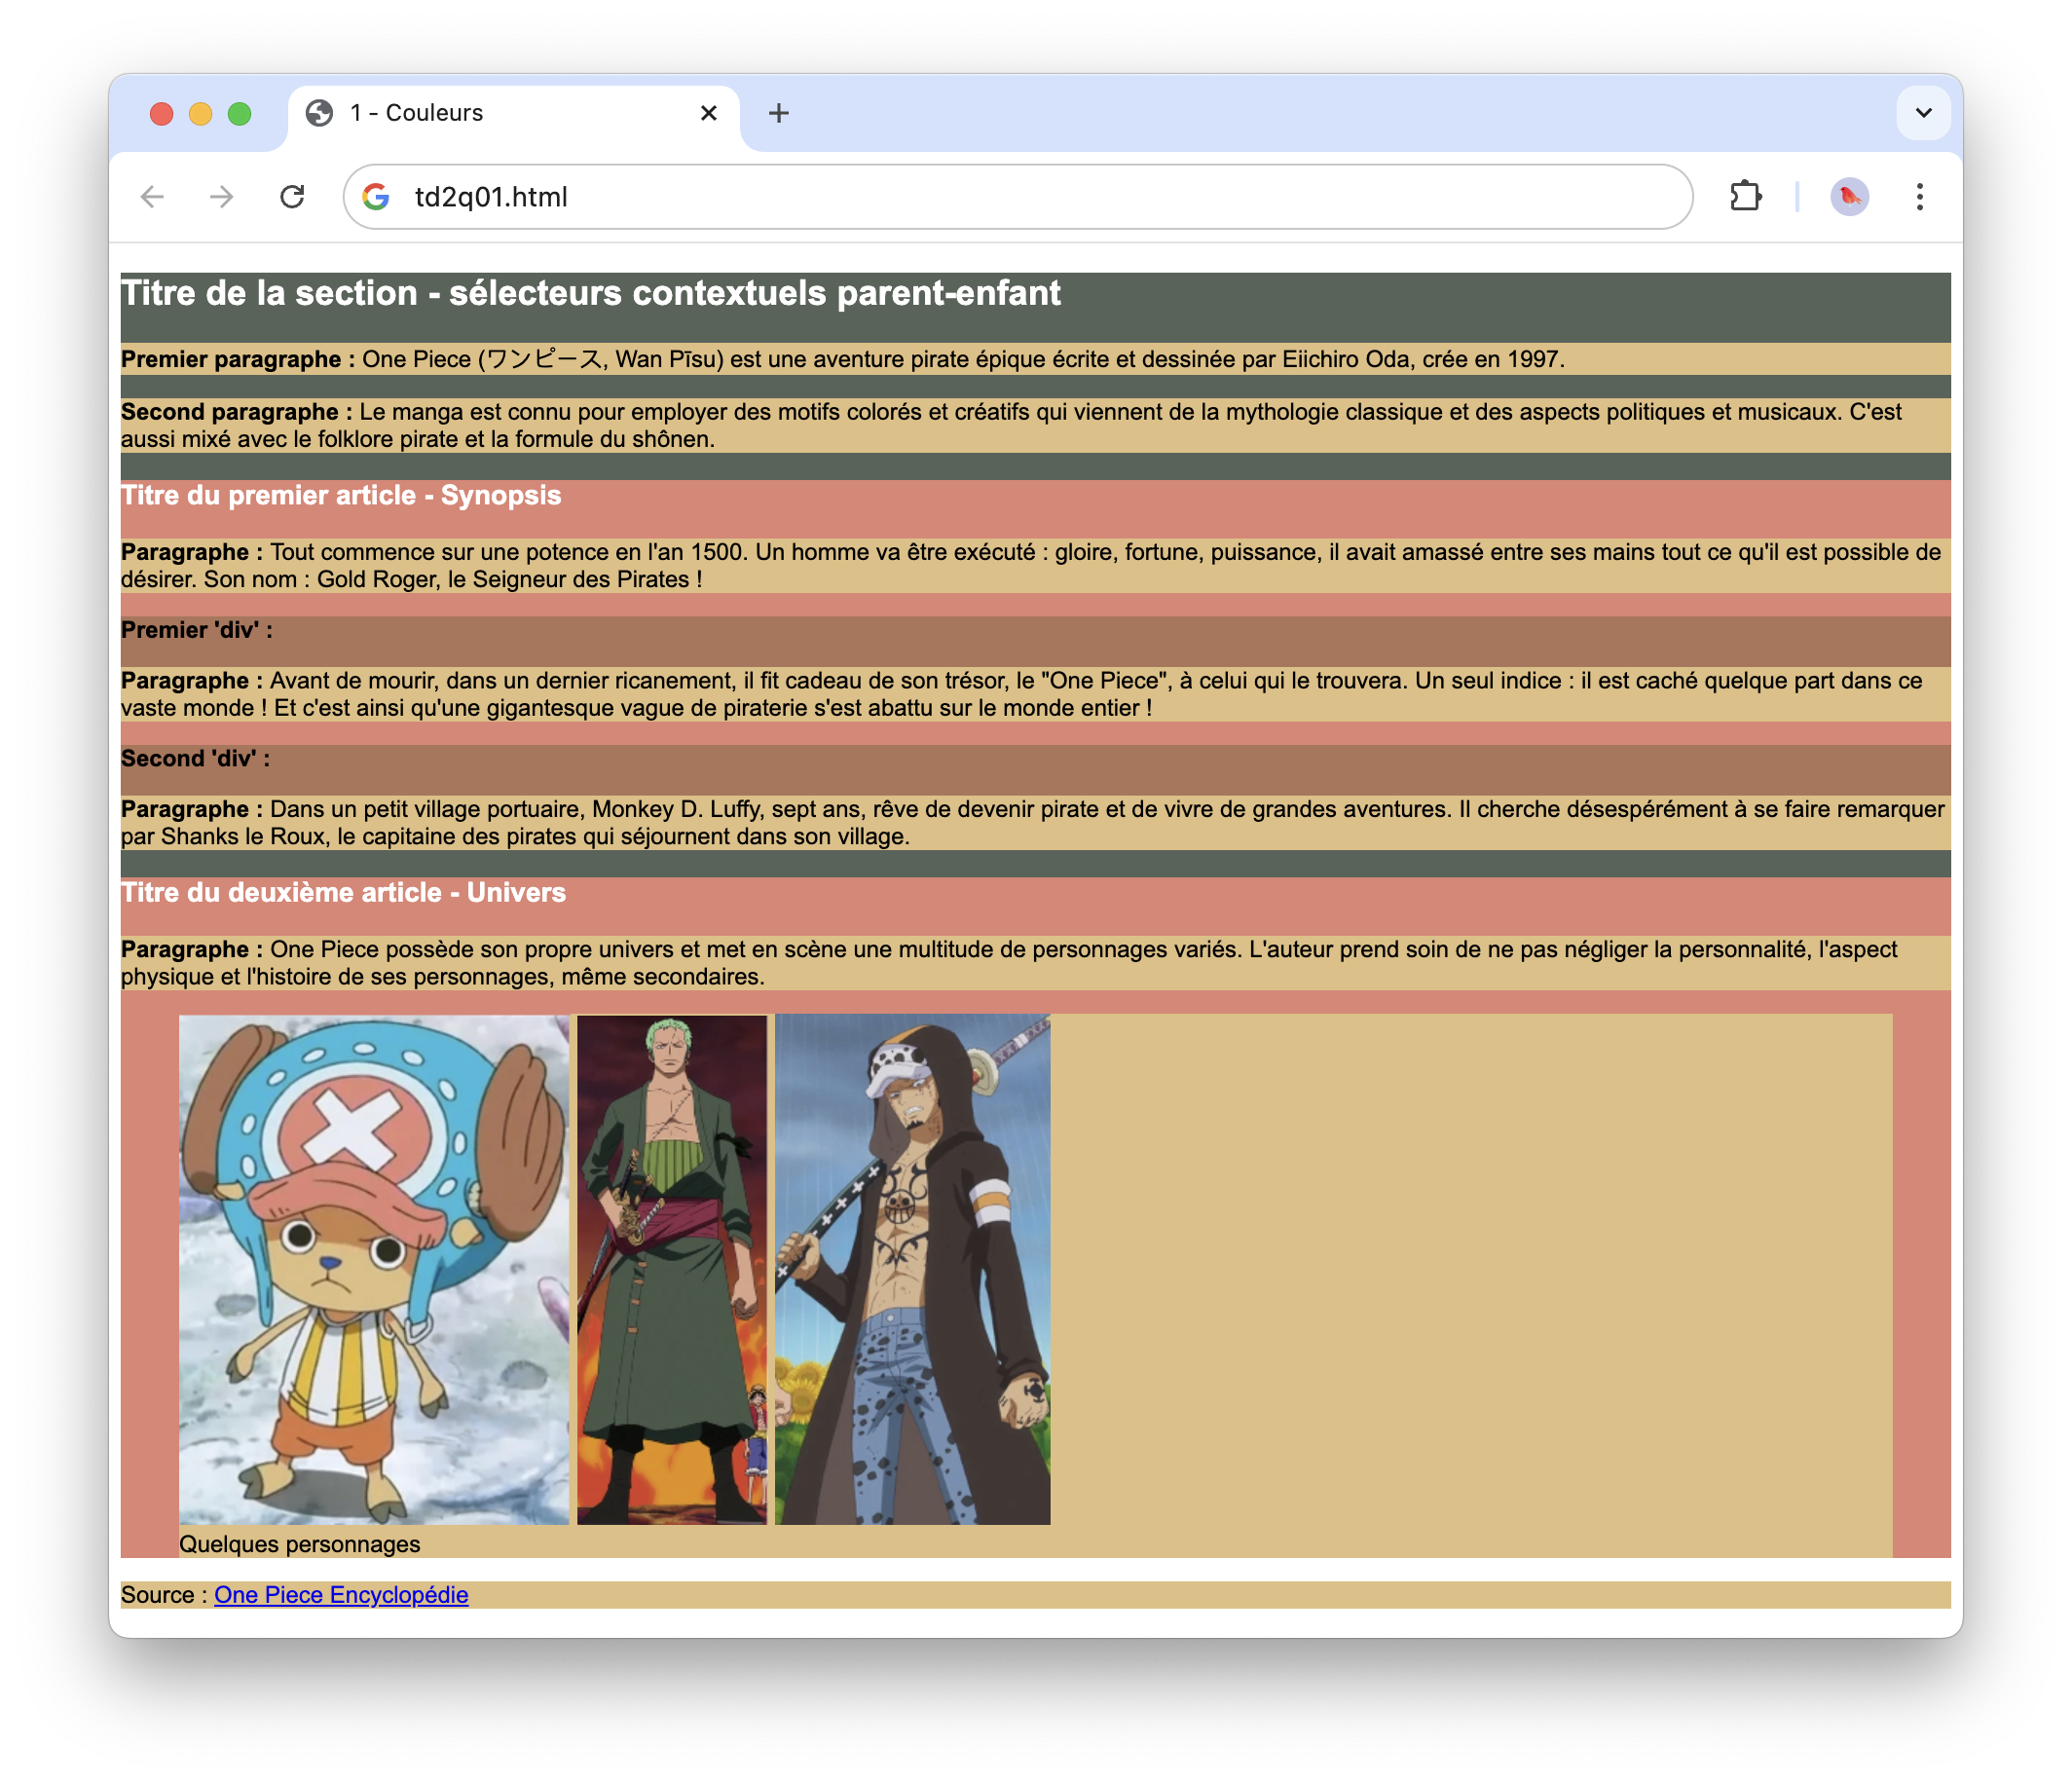 1 - Couleurs
td2q01.html
Titre de la section - sélecteurs contextuels parent-enfant
Premier paragraphe : One Piece (ワンピース, Wan Pīsu) est une aventure pirate épique écrite et dessinée par Eiichiro Oda, crée en 1997.
Second paragraphe : Le manga est connu pour employer des motifs colorés et créatifs qui viennent de la mythologie classique et des aspects politiques et musicaux. C'est
aussi mixé avec le folklore pirate et la formule du shônen.
Titre du premier article - Synopsis
Paragraphe : Tout commence sur une potence en l'an 1500. Un homme va être exécuté : gloire, fortune, puissance, il avait amassé entre ses mains tout ce qu'il est possible de
désirer. Son nom : Gold Roger, le Seigneur des Pirates !
Premier 'div' :
Paragraphe : Avant de mourir, dans un dernier ricanement, il fit cadeau de son trésor, le "One Piece", à celui qui le trouvera. Un seul indice : il est caché quelque part dans ce
vaste monde ! Et c'est ainsi qu'une gigantesque vague de piraterie s'est abattu sur le monde entier !
Second 'div' :
Paragraphe : Dans un petit village portuaire, Monkey D. Luffy, sept ans, rêve de devenir pirate et de vivre de grandes aventures. Il cherche désespérément à se faire remarquer
par Shanks le Roux, le capitaine des pirates qui séjournent dans son village.
Titre du deuxième article - Univers
Paragraphe : One Piece possède son propre univers et met en scène une multitude de personnages variés. L'auteur prend soin de ne pas négliger la personnalité, l'aspect
physique et l'histoire de ses personnages, même secondaires.
Quelques personnages
Source : One Piece Encyclopédie